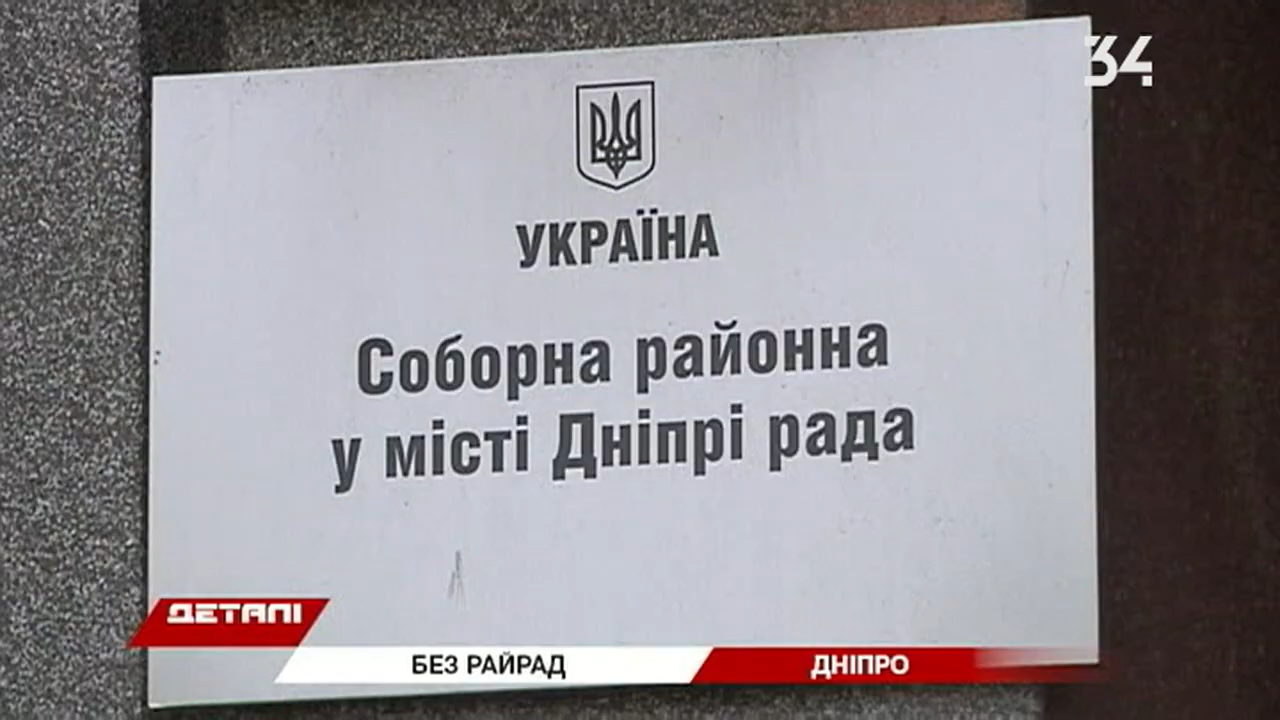 34
УКРАЇНА
Соборна районна
у місті Дніпрі рада
ДЕТАЛІ
БЕЗ РАЙРАД
ДНІПРО